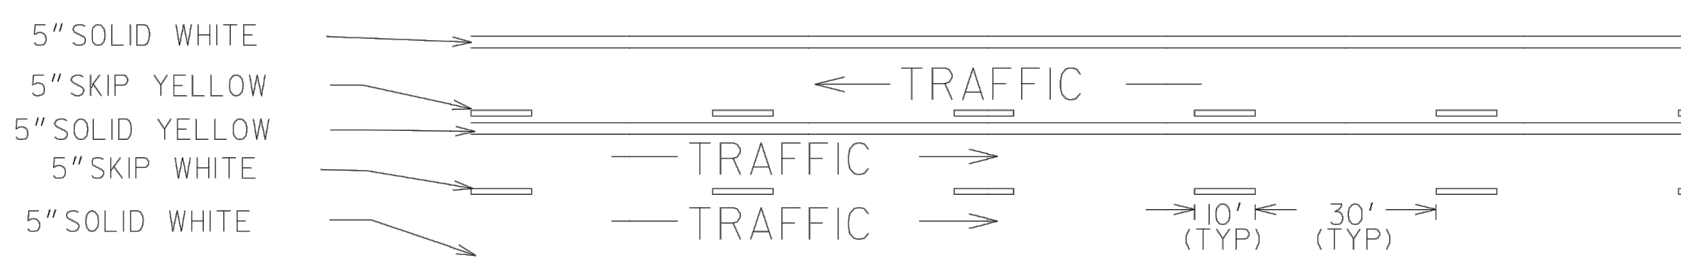 5" SOLID WHITE
5" SKIP YELLOW
TRAFFIC
5" SOLID YELLOW
5" SKIP WHITE
TRAFFIC
5" SOLID WHITE
TRAFFIC
10' 30'
(TYP) (TYP)